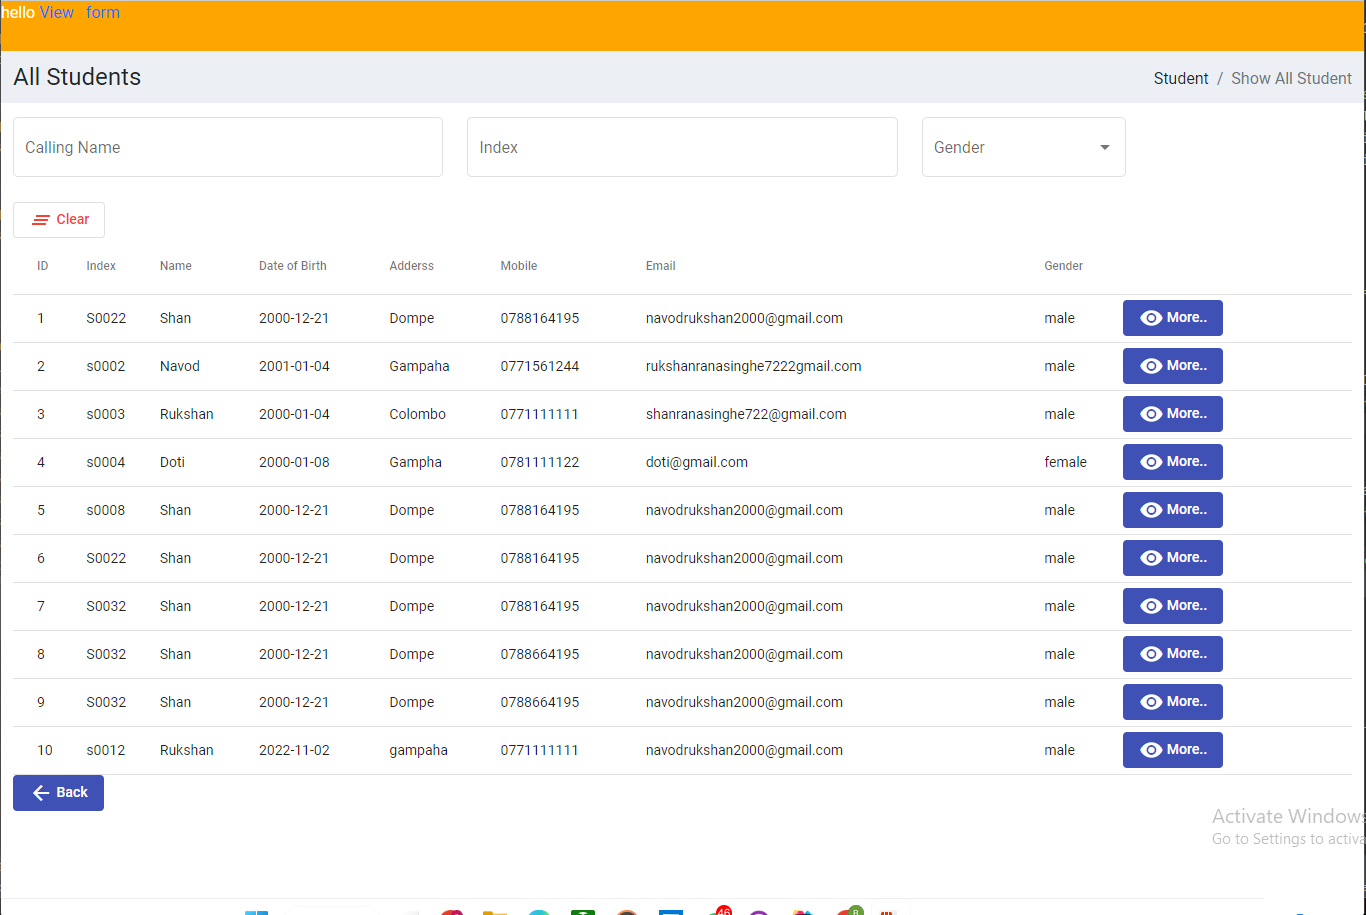 hello View form
All Students
Student / Show All Student
Calling Name Index Gender
Clear
ID Index Name Date of Birth Adderss Mobile Email Gender
1 S0022 Shan 2000-12-21 Dompe 0788164195 navodrukshan2000@gmail.com male More..
2 s0002 Navod 2001-01-04 Gampaha 0771561244 rukshanranasinghe7222gmail.com male More..
3 s0003 Rukshan 2000-01-04 Colombo 0771111111 shanranasinghe722@gmail.com male More..
4 s0004 Doti 2000-01-08 Gampha 0781111122 doti@gmail.com female More..
5 s0008 Shan 2000-12-21 Dompe 0788164195 navodrukshan2000@gmail.com male More..
6 S0022 Shan 2000-12-21 Dompe 0788164195 navodrukshan2000@gmail.com male More..
7 S0032 Shan 2000-12-21 Dompe 0788164195 navodrukshan2000@gmail.com male More..
8 S0032 Shan 2000-12-21 Dompe 0788664195 navodrukshan2000@gmail.com male More..
9 S0032 Shan 2000-12-21 Dompe 0788664195 navodrukshan2000@gmail.com male More..
10 s0012 Rukshan 2022-11-02 gampaha 0771111111 navodrukshan2000@gmail.com male More..
Back
Activate Windows
Go to Settings to activa
46